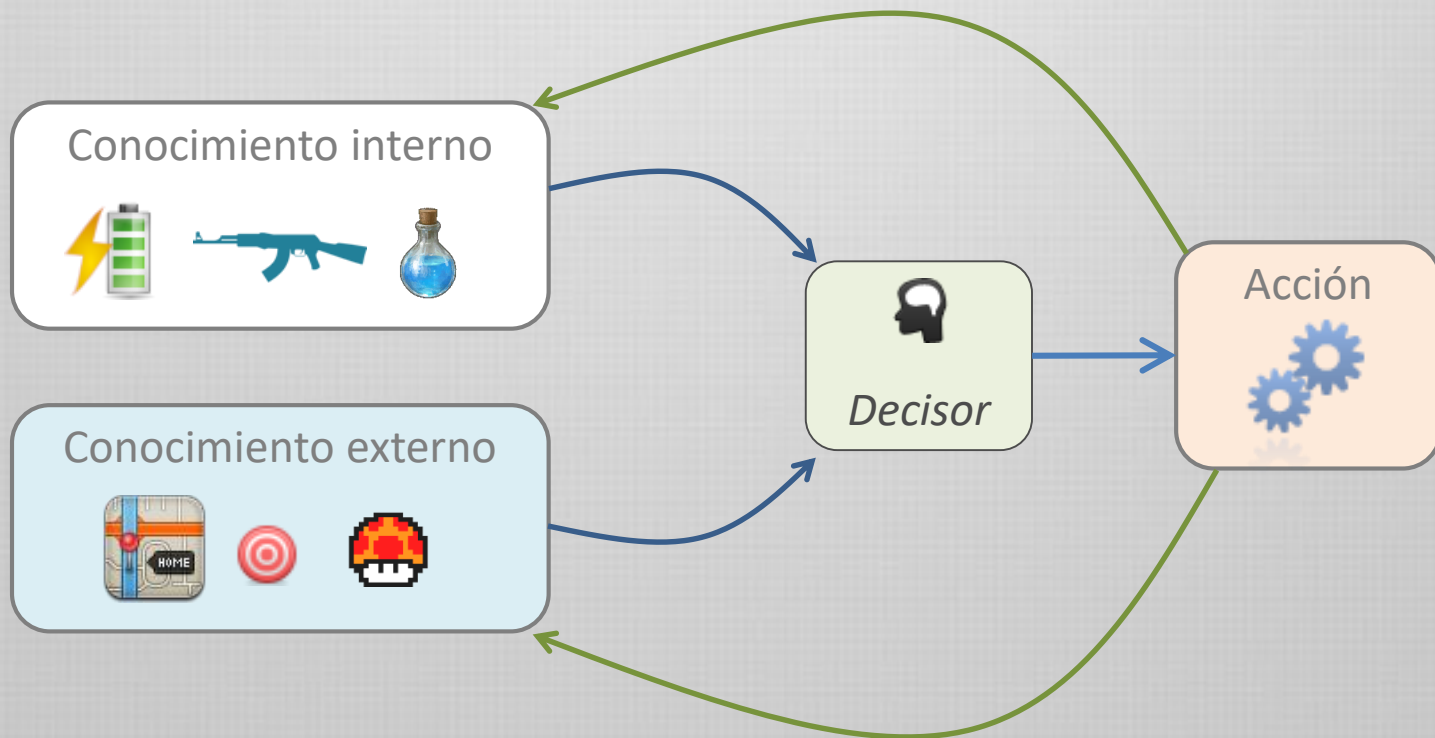 Conocimiento interno
Conocimiento externo
HOME
Decisor
Acción